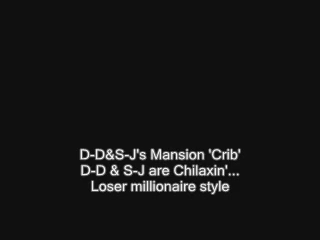 D-D&S-J's Mansion 'Crib'
D-D & S-J are Chilaxin'...
Loser millionaire style